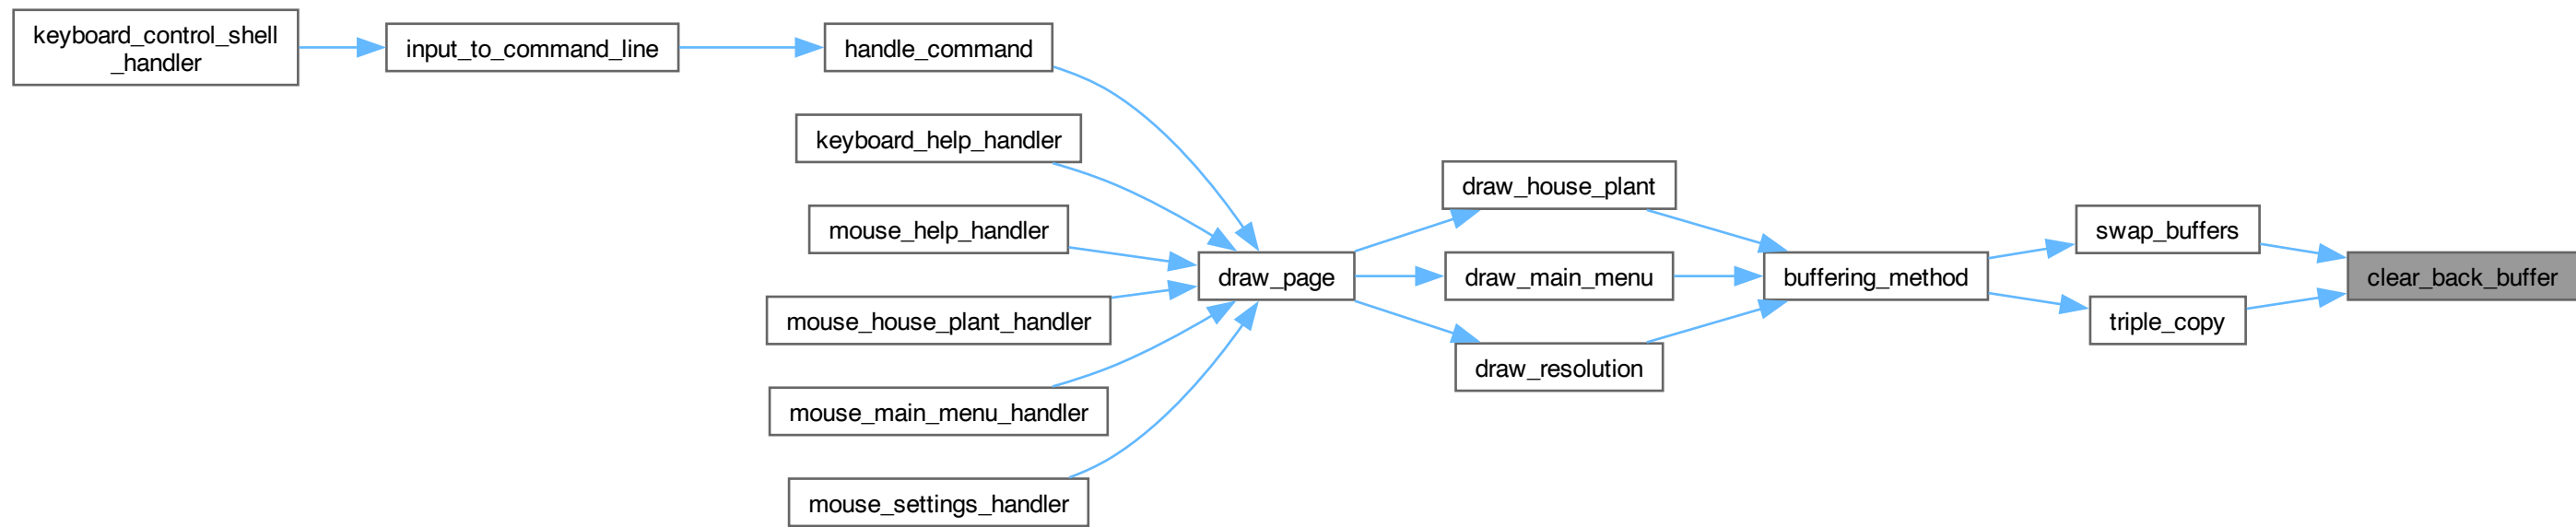 keyboard_control_shell
_handler
input_to_command_line
handle_command
keyboard_help_handler
mouse_help_handler
mouse_house_plant_handler
mouse_main_menu_handler
mouse_settings_handler
draw_page
draw_house_plant
draw_main_menu
draw_resolution
buffering_method
swap_buffers
triple_copy
clear_back_buffer